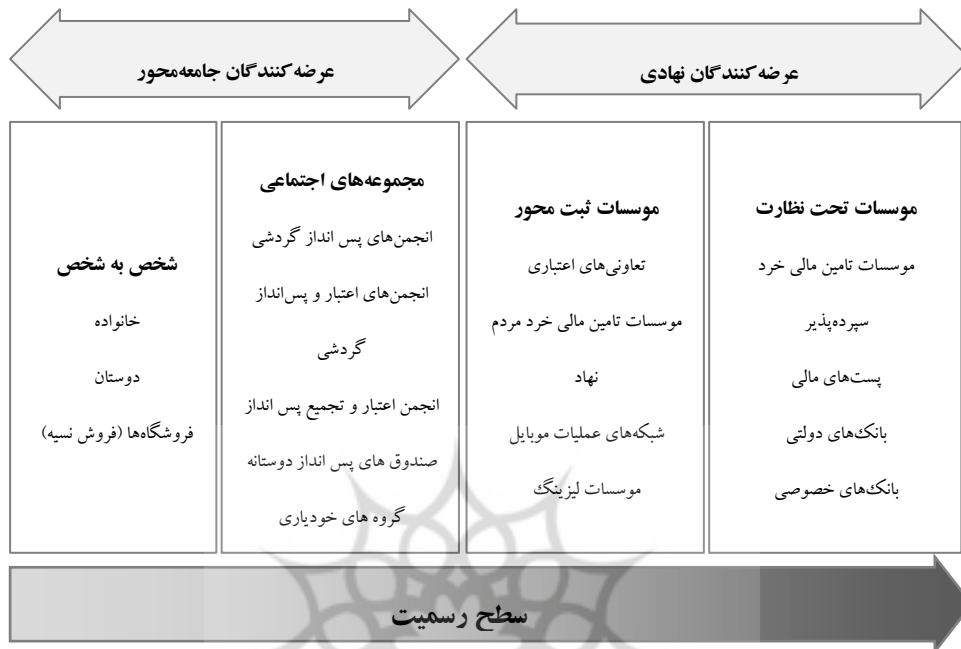 عرضه‌کنندگان نهادی
عرضه‌کنندگان جامعه‌محور
موسسات تحت نظارت
موسسات تامین مالی خرد
سپرده‌پذیر
پست‌های مالی
بانک‌های دولتی
بانک‌های خصوصی
موسسات ثبت محور
تعاونی‌های اعتباری
موسسات تامین مالی خرد مردم
نهاد
شبکه‌های عملیات موبایل
موسسات لیزینگ
مجموعه‌های اجتماعی
انجمن‌های پس انداز گردشی
انجمن‌های اعتبار و پس‌انداز
گردشی
انجمن اعتبار و تجمیع پس انداز
صندوق های پس انداز دوستانه
گروه های خودیاری
شخص به شخص
خانواده
دوستان
فروشگاه‌ها (فروش نسیه)
سطح رسمیت